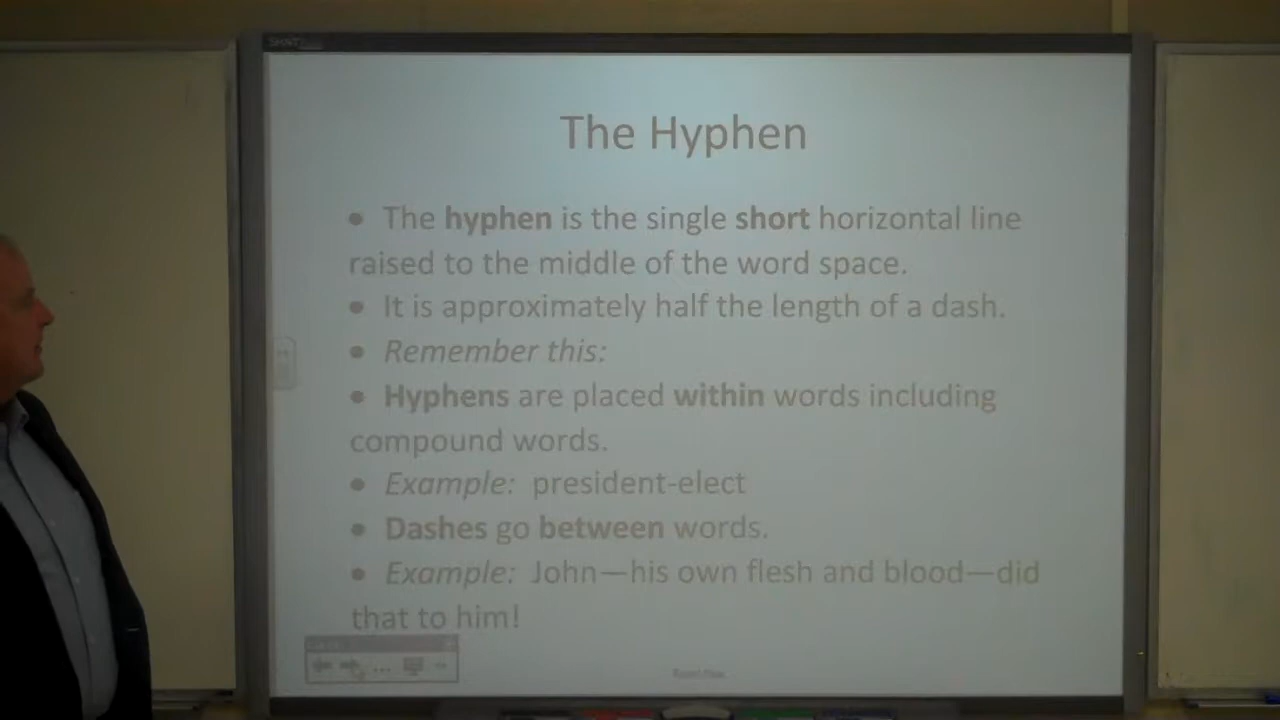 SMART
The Hyphen
• The hyphen is the single short horizontal line
raised to the middle of the word space.
• It is approximately half the length of a dash.
• Remember this:
• Hyphens are placed within words including
compound words.
• Example: president-elect
• Dashes go between words.
• Example: John—his own flesh and blood—did
that to him!